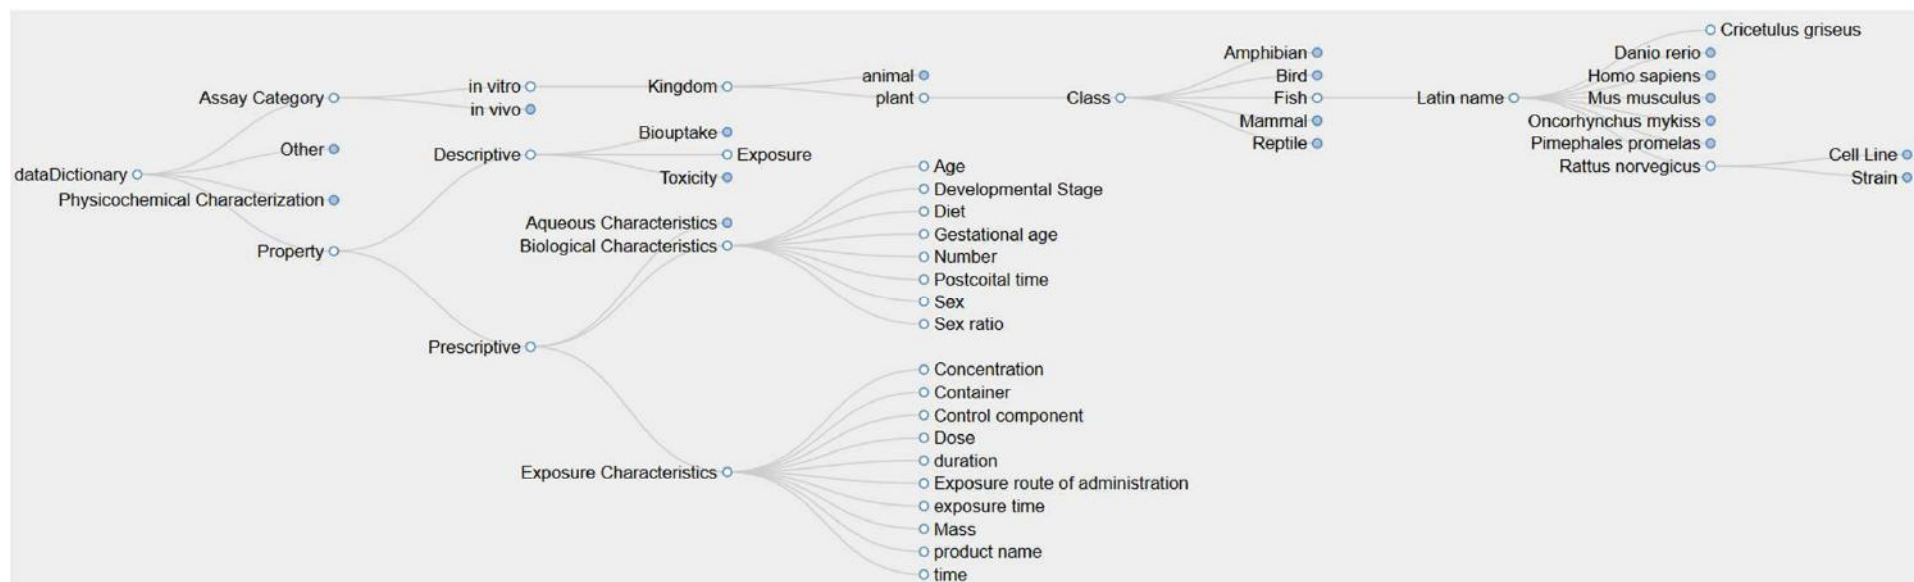 Cricetulus griseus
Amphibian
Danio rerio
animal
Bird
Homo sapiens
in vitro
Kingdom
Assay Category
plant
Class
Fish
Latin name
Mus musculus
in vivo
Mammal
Oncorhynchus mykiss
Biouptake
Reptile
Pimephales promelas
Other
Descriptive
Exposure
Cell Line
Age
Rattus norvegicus
dataDictionary
Toxicity
Strain
Developmental Stage
Physicochemical Characterization
Diet
Aqueous Characteristics
Gestational age
Property
Biological Characteristics
Number
Postcoital time
Sex
Sex ratio
Prescriptive
Concentration
Container
Control component
Dose
duration
Exposure Characteristics
Exposure route of administration
exposure time
Mass
product name
time